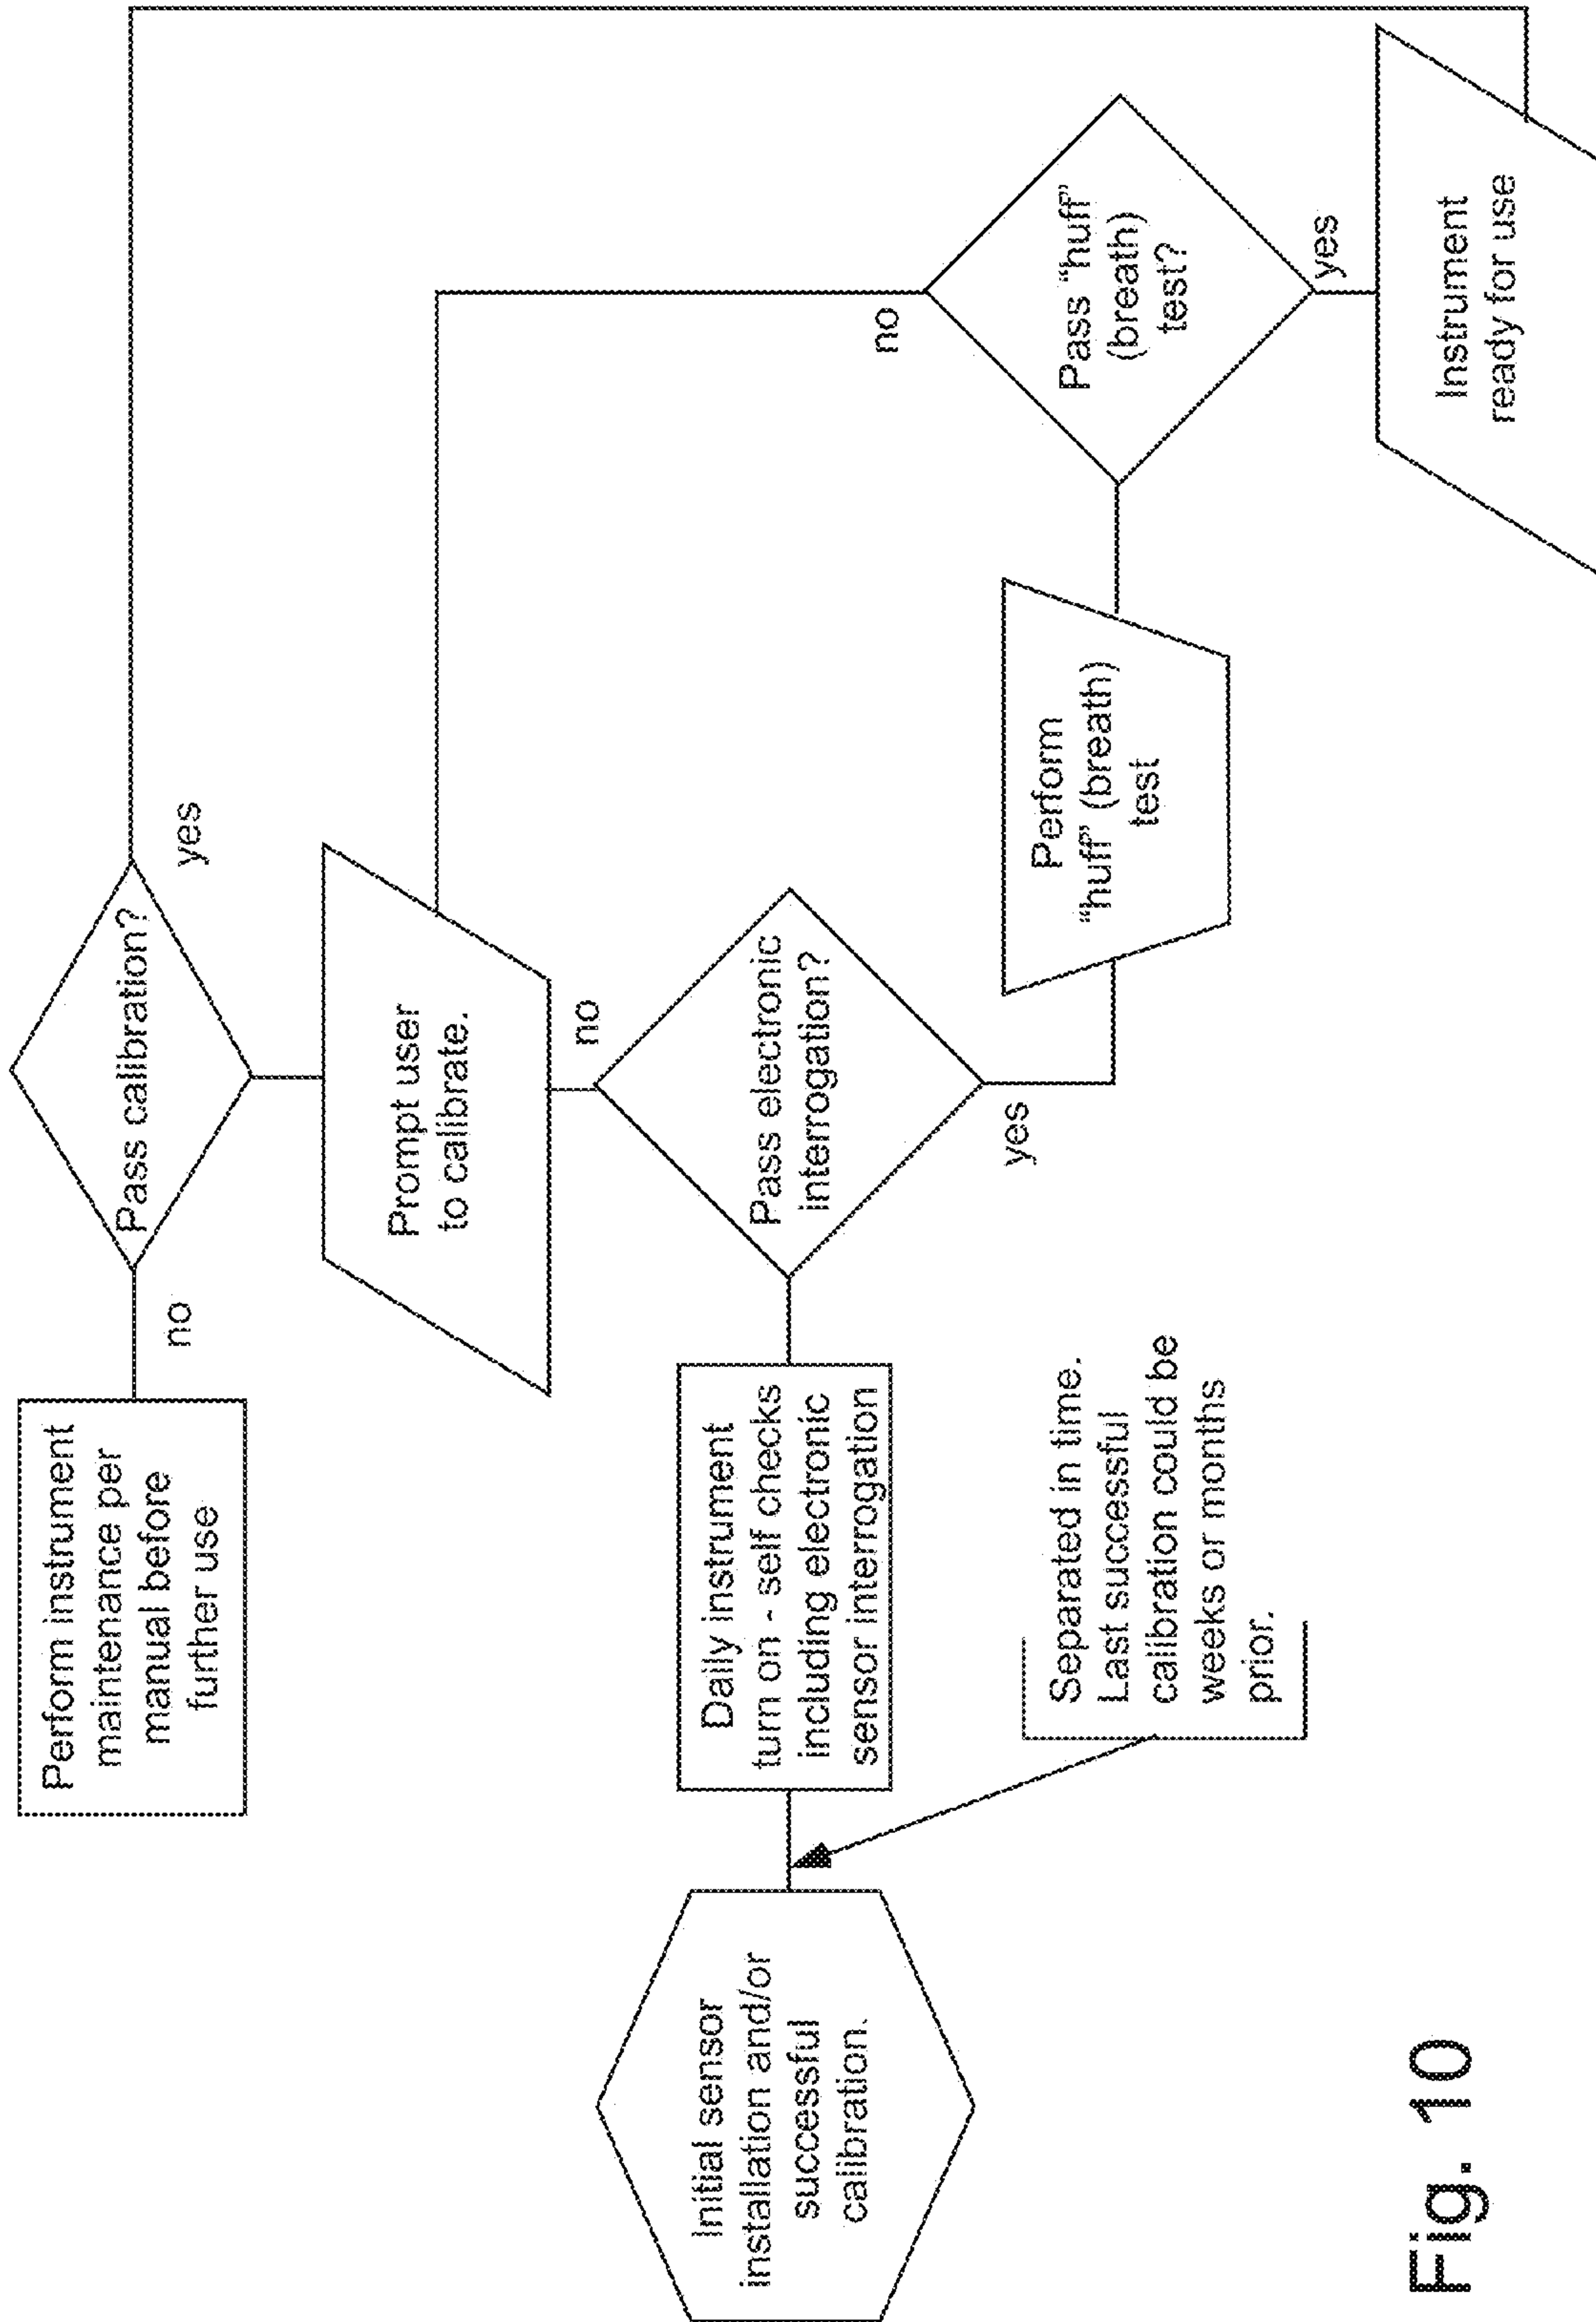 Perform instrument
maintenance per
manual before
further use
no
Pass calibration?
yes
Prompt user
to calibrate.
no
Initial sensor
installation and/or
successful
calibration.
Daily instrument
turn on - self checks
including electronic
sensor interrogation
Pass electronic
interrogation?
yes
Separated in time.
Last successful
calibration could be
weeks or months
prior.
Perform
“huff” (breath)
test
no
Pass “huff”
(breath)
test?
yes
Instrument
ready for use
Fig. 10